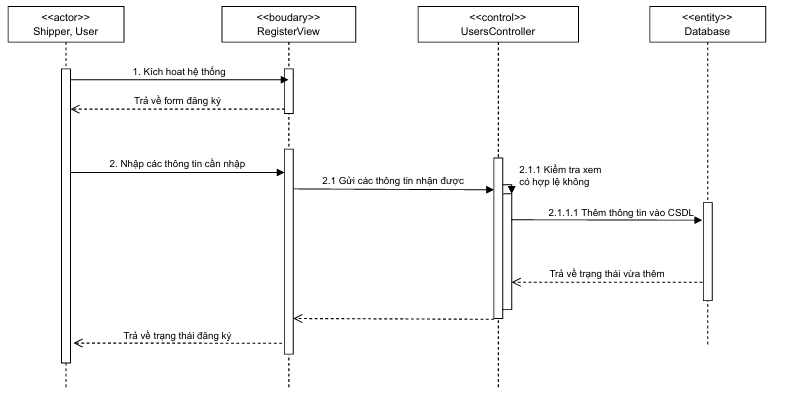 <<actor>>
Shipper, User
<<boudary>>
RegisterView
<<control>>
UsersController
<<entity>>
Database
1. Kích hoat hệ thống
Trả về form đăng ký
2. Nhập các thông tin cần nhập
2.1 Gửi các thông tin nhận được
2.1.1 Kiểm tra xem
có hợp lệ không
2.1.1.1 Thêm thông tin vào CSDL
Trả về trạng thái vừa thêm
Trả về trạng thái đăng ký